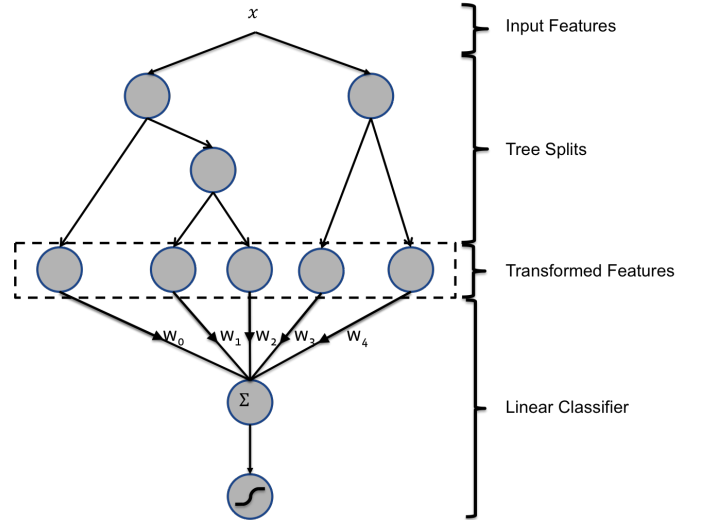 x
Input Features
Tree Splits
Transformed Features
W₀ W₁ W₂ W₃ W₄
Linear Classifier
Σ